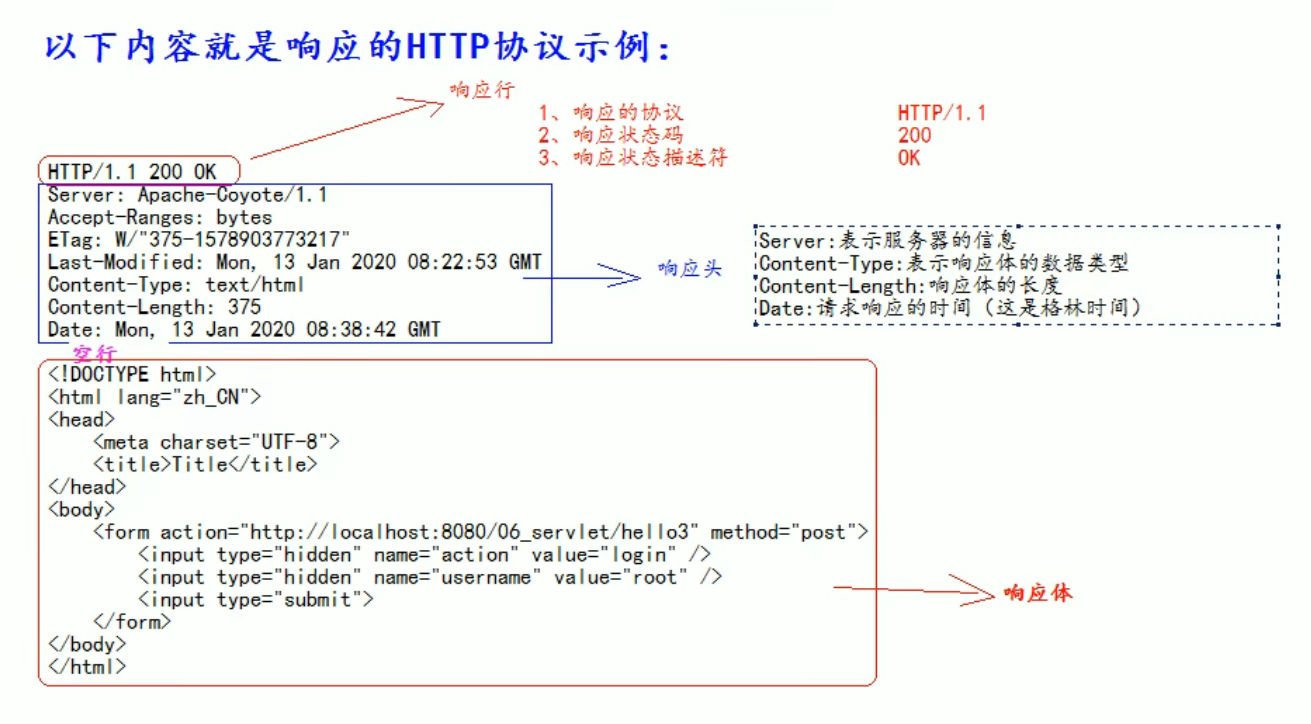 以下内容就是响应的HTTP协议示例：
响应行
1、响应的协议 HTTP/1.1
2、响应状态码 200
3、响应状态描述符 OK
HTTP/1.1 200 OK
Server: Apache-Coyote/1.1
Accept-Ranges: bytes
ETag: W/"375-1578903773217"
Last-Modified: Mon, 13 Jan 2020 08:22:53 GMT
Content-Type: text/html
Content-Length: 375
Date: Mon, 13 Jan 2020 08:38:42 GMT
响应头
Server:表示服务器的信息
Content-Type:表示响应体的数据类型
Content-Length:响应体的长度
Date:请求响应的时间（这是格林时间）
空行
<!DOCTYPE html>
<html lang="zh_CN">
<head>
    <meta charset="UTF-8">
    <title>Title</title>
</head>
<body>
    <form action="http://localhost:8080/06_servlet/hello3" method="post">
        <input type="hidden" name="action" value="login" />
        <input type="hidden" name="username" value="root" />
        <input type="submit">
    </form>
</body>
</html>
响应体